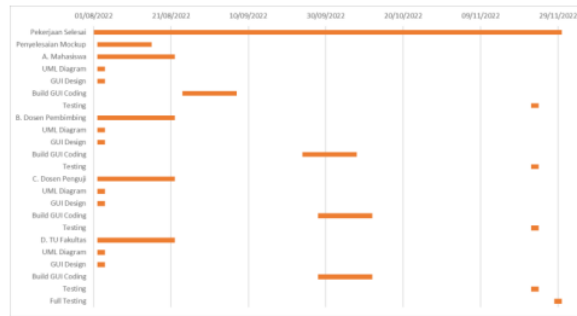 01/08/2022 21/08/2022 10/09/2022 30/09/2022 20/10/2022 09/11/2022 29/11/2022
Pekerjaan Selesai
Penyelesaian Mockup
A. Mahasiswa
UML Diagram
GUI Design
Build GUI Coding
Testing
B. Dosen Pembimbing
UML Diagram
GUI Design
Build GUI Coding
Testing
C. Dosen Penguji
UML Diagram
GUI Design
Build GUI Coding
Testing
D. TU Fakultas
UML Diagram
GUI Design
Build GUI Coding
Testing
Full Testing